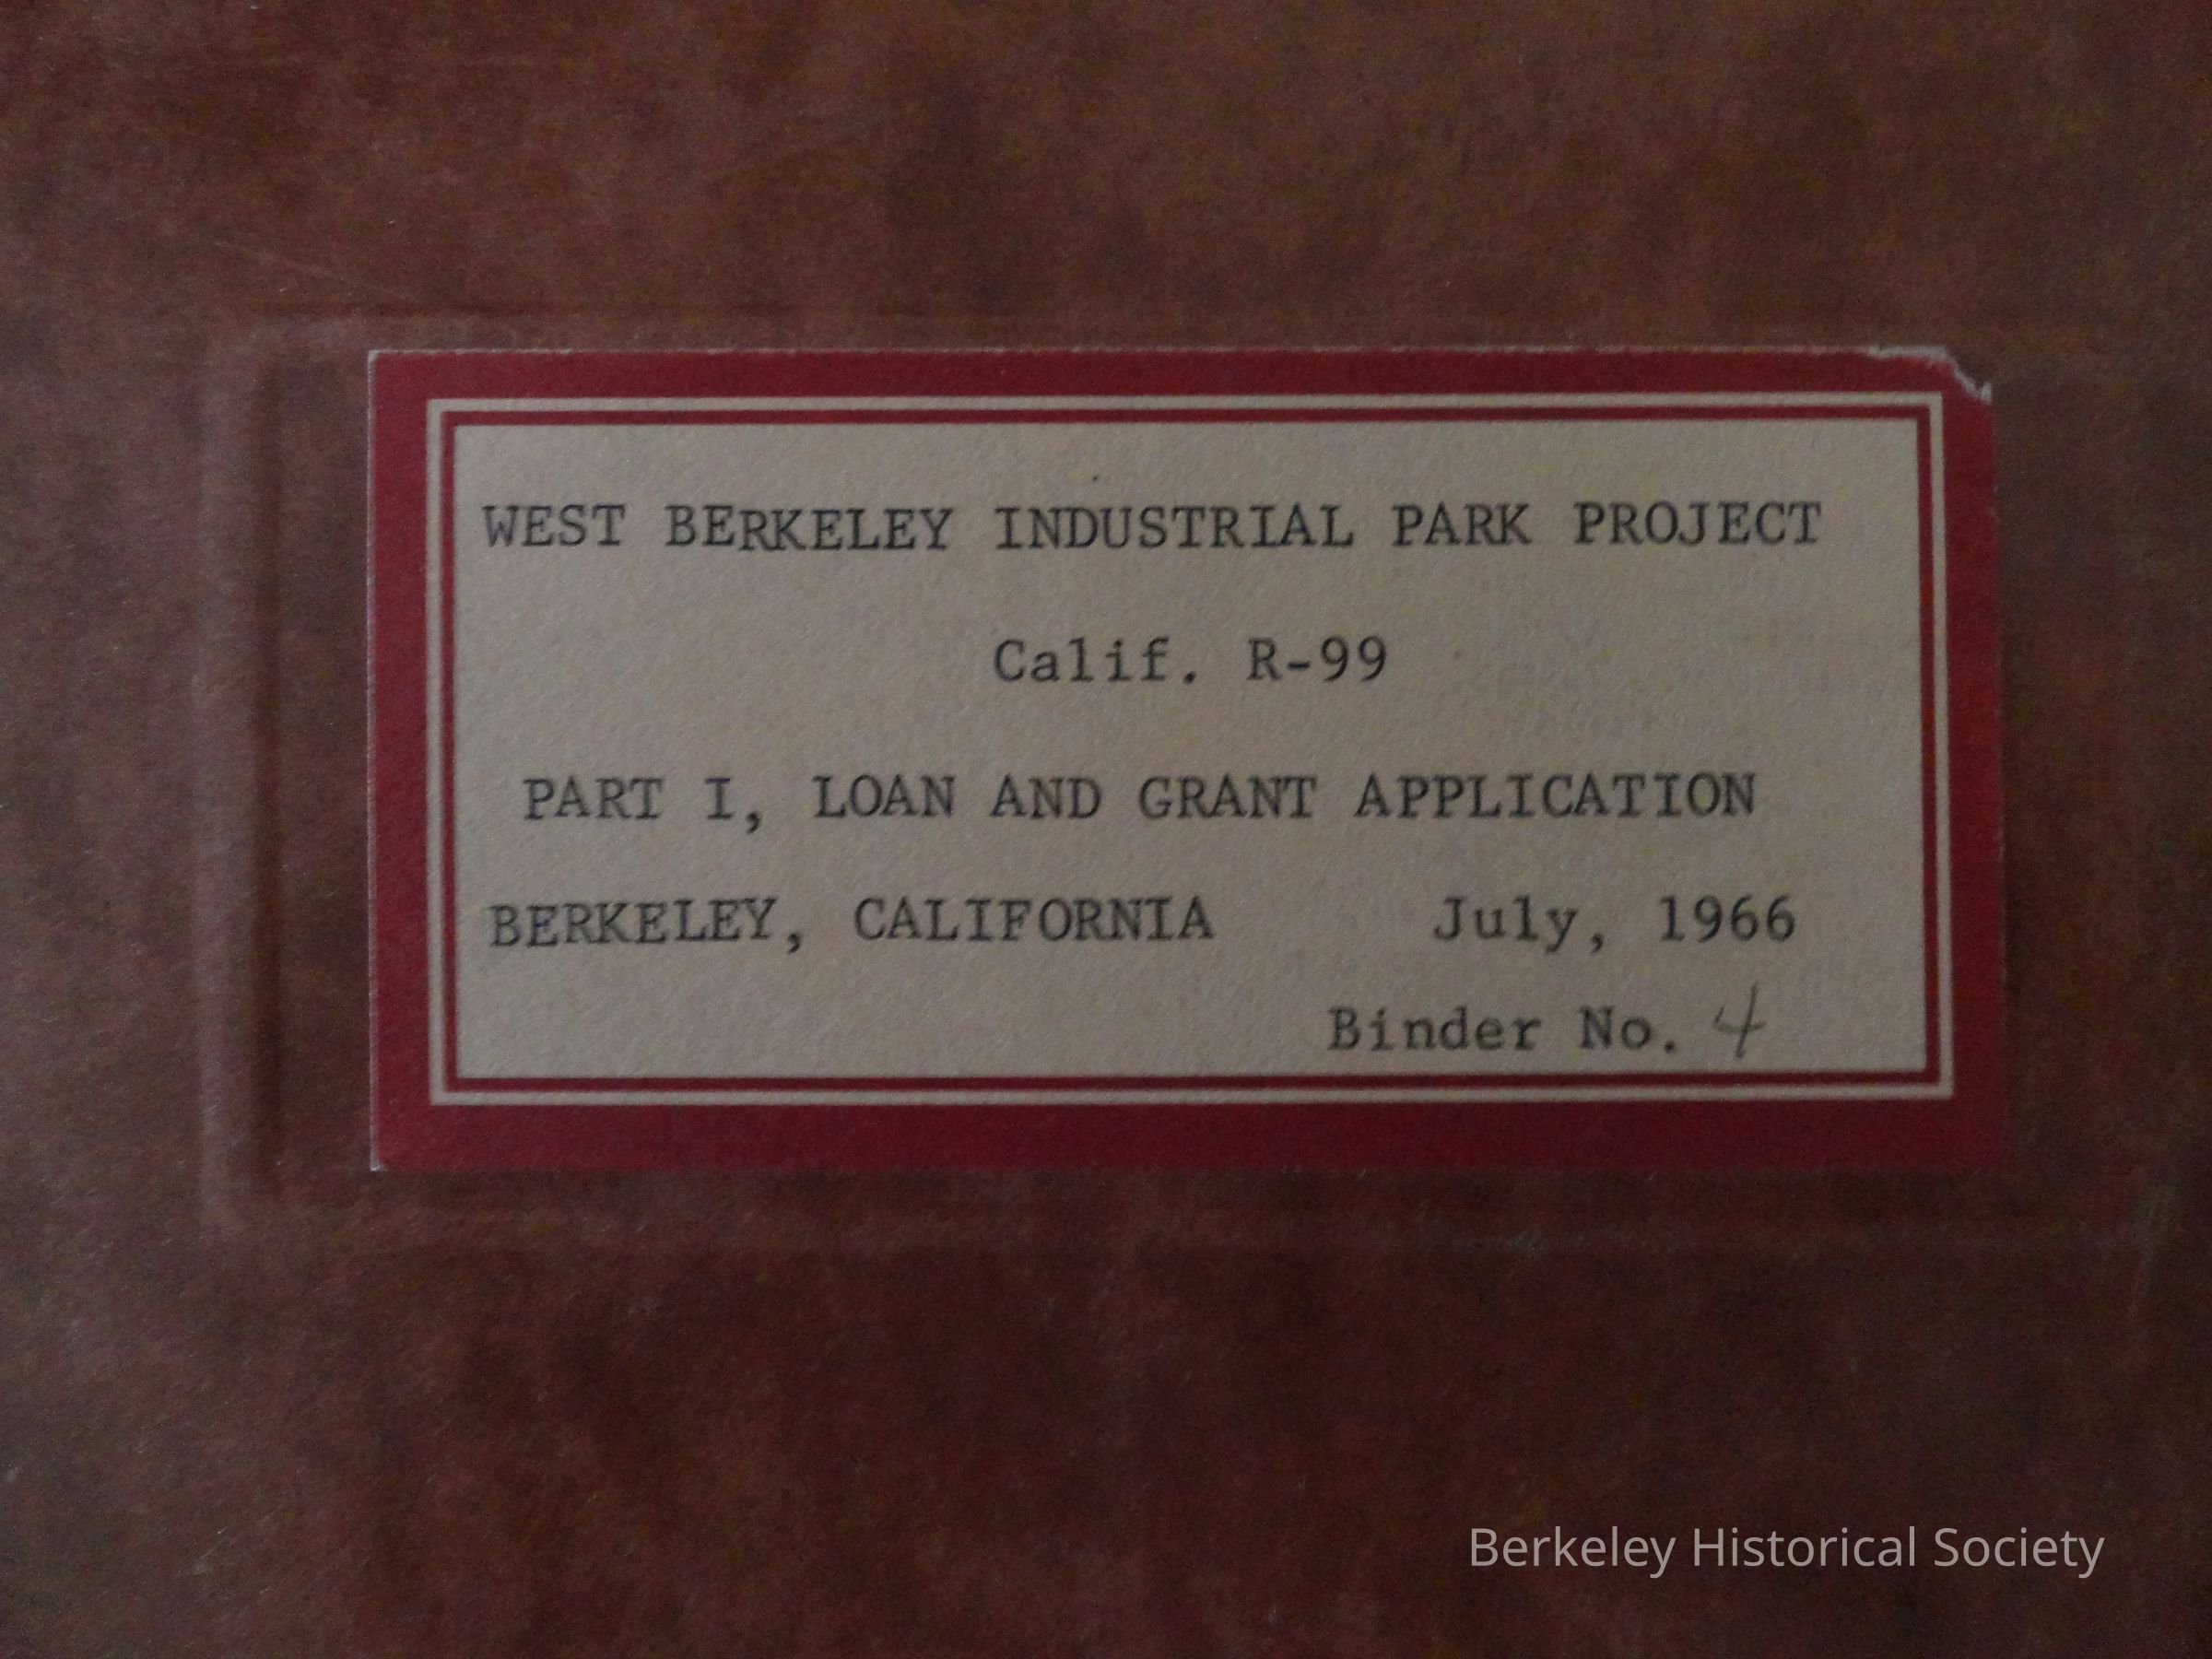 WEST BERKELEY INDUSTRIAL PARK PROJECT
Calif. R-99
PART I, LOAN AND GRANT APPLICATION
BERKELEY, CALIFORNIA July, 1966
Binder No. 4
Berkeley Historical Society